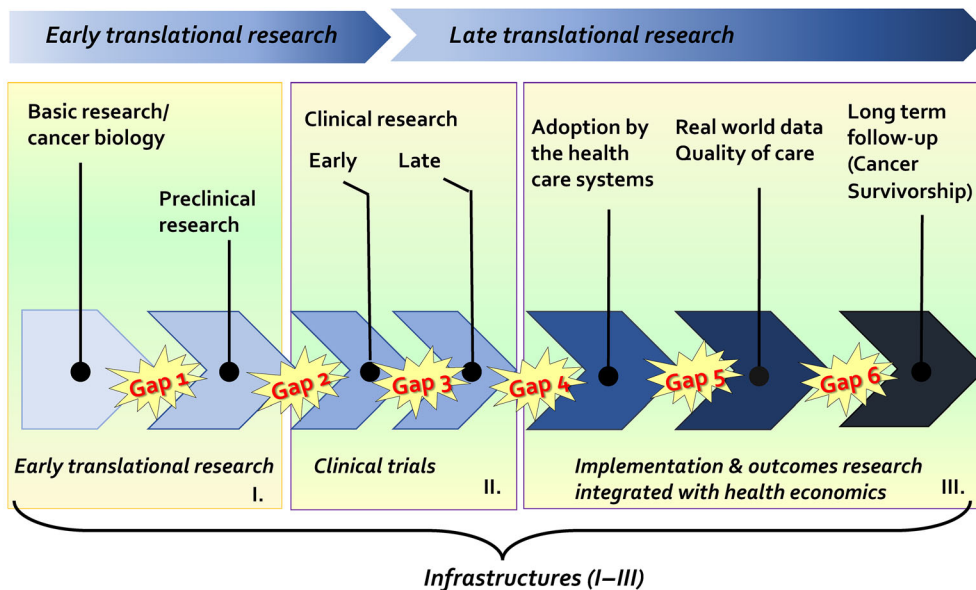 Early translational research
Late translational research
Basic research/
cancer biology
Preclinical
research
Clinical research
Early
Late
Adoption by
the health
care systems
Real world data
Quality of care
Long term
follow-up
(Cancer
Survivorship)
Gap 1
Gap 2
Gap 3
Gap 4
Gap 5
Gap 6
Early translational research
I.
Clinical trials
II.
Implementation & outcomes research
integrated with health economics
III.
Infrastructures (I–III)